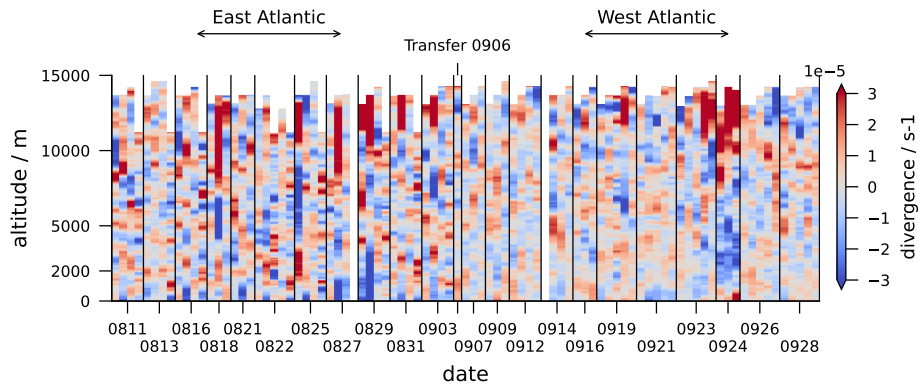 East Atlantic West Atlantic
Transfer 0906
1e−5
15000
10000
5000
2000
0
altitude / m
3
2
1
0
−1
−2
−3
divergence / s-1
0811 0816 0821 0825 0829 0903 0909 0914 0919 0923 0926
0813 0818 0822 0827 0831 0907 0912 0916 0921 0924 0928
date